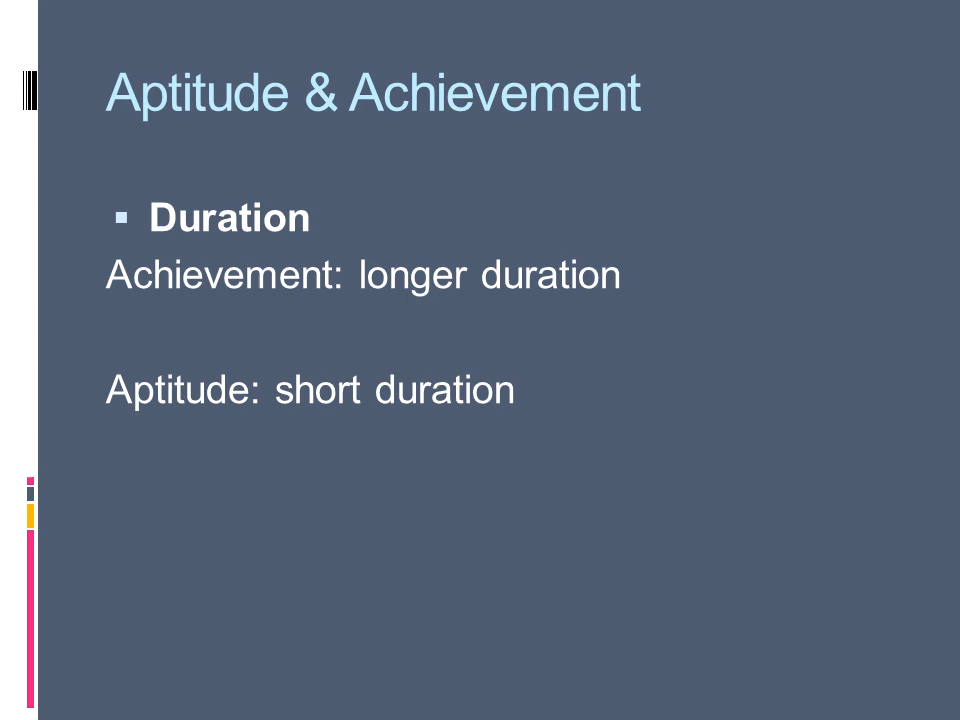 Aptitude & Achievement
▪ Duration
Achievement: longer duration
Aptitude: short duration